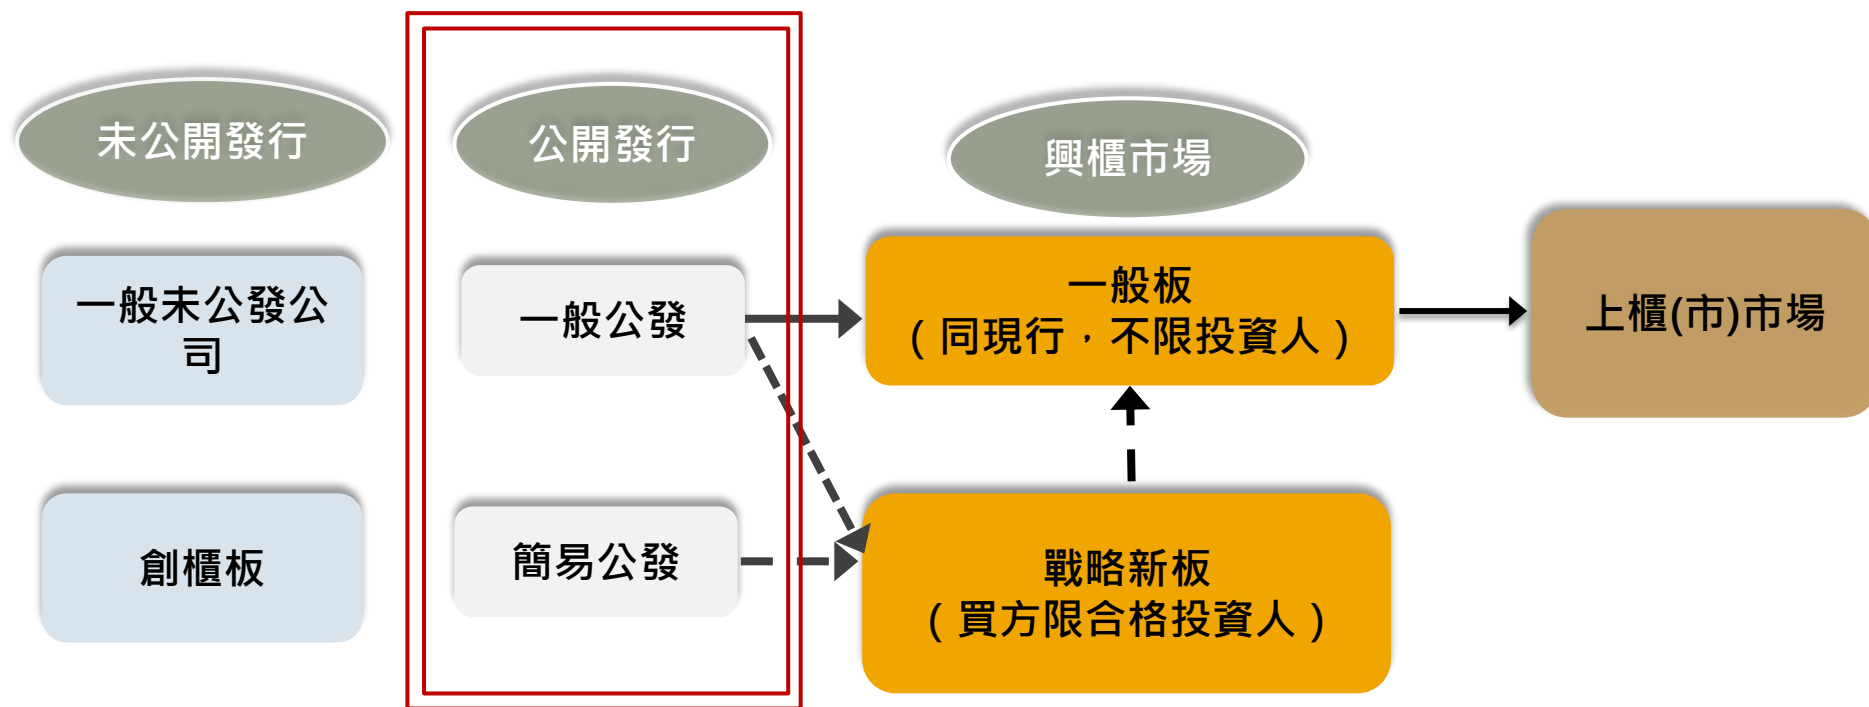 未公開發行
公開發行
興櫃市場
一般未公發公
司
一般公發
一般板
（同現行，不限投資人）
上櫃(市)市場
創櫃板
簡易公發
戰略新板
（買方限合格投資人）